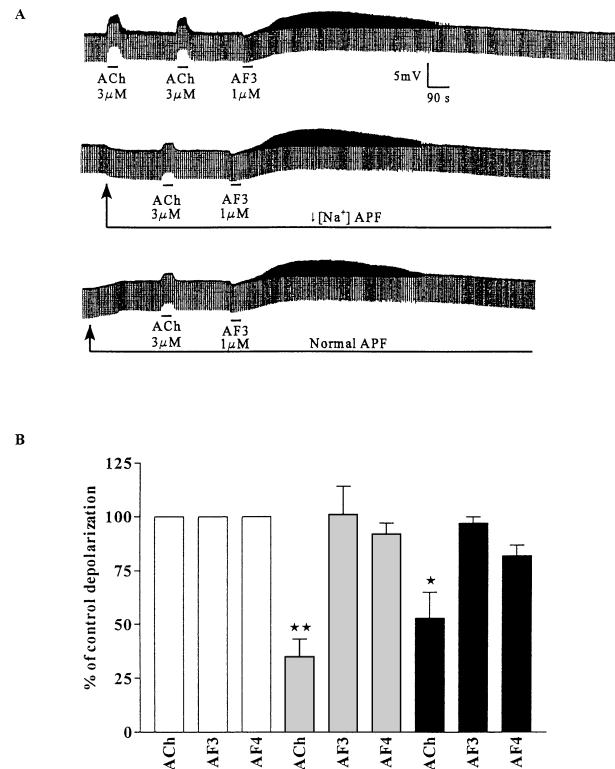 A
ACh ACh AF3
3µM 3µM 1µM
5mV
90 s
ACh AF3
3µM 1µM
↓[Na⁺] APF
ACh AF3
3µM 1µM
Normal APF
B
% of control depolarization
125
100
75
50
25
0
★★
★
ACh AF3 AF4 ACh AF3 AF4 ACh AF3 AF4